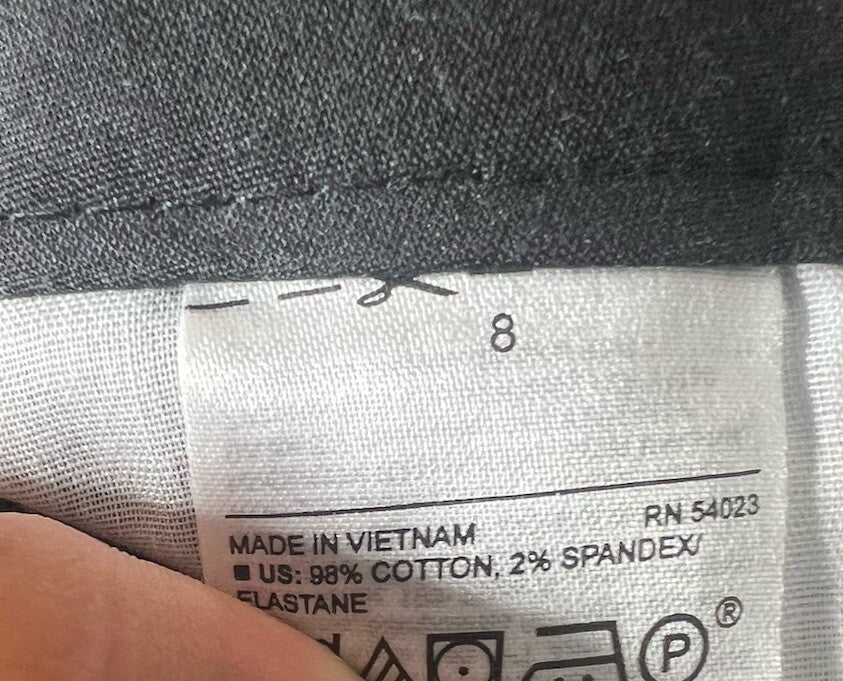 8
RN 54023
MADE IN VIETNAM
US: 98% COTTON, 2% SPANDEX/
ELASTANE
P ®